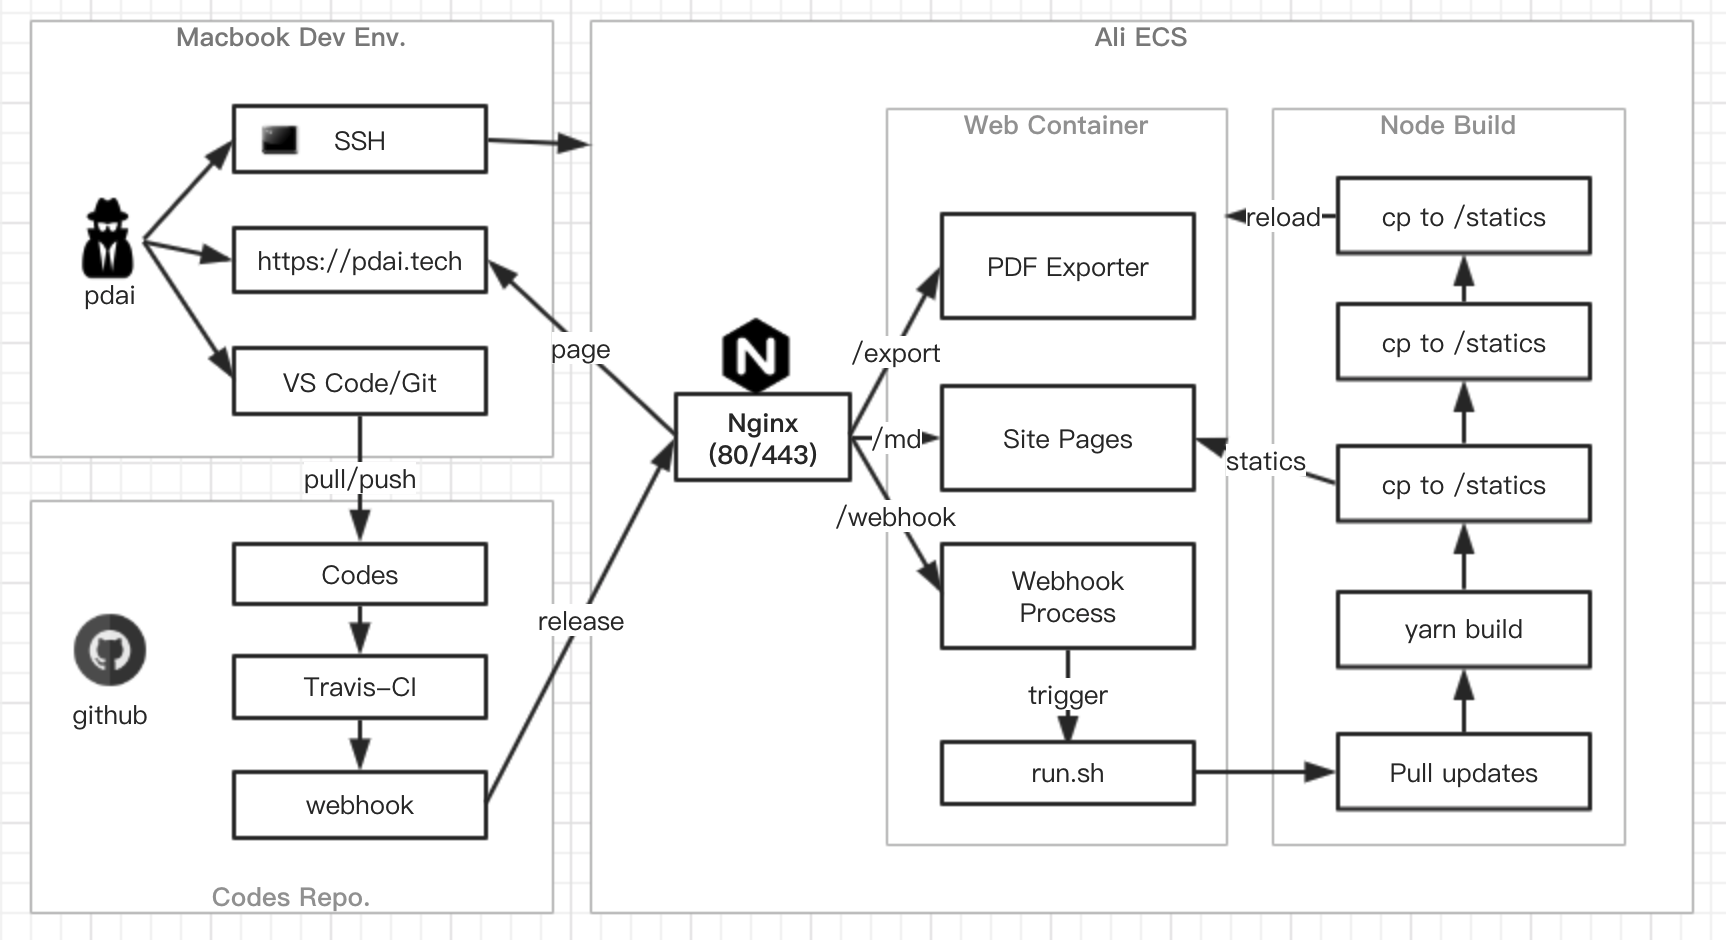 Macbook Dev Env.
SSH
https://pdai.tech
pdai
VS Code/Git
page
pull/push
Codes
Travis-CI
github
webhook
release
Codes Repo.
Ali ECS
N
Nginx
(80/443)
/export
/md
/webhook
Web Container
PDF Exporter
Site Pages
Webhook
Process
trigger
run.sh
Node Build
reload
cp to /statics
cp to /statics
statics
cp to /statics
yarn build
Pull updates